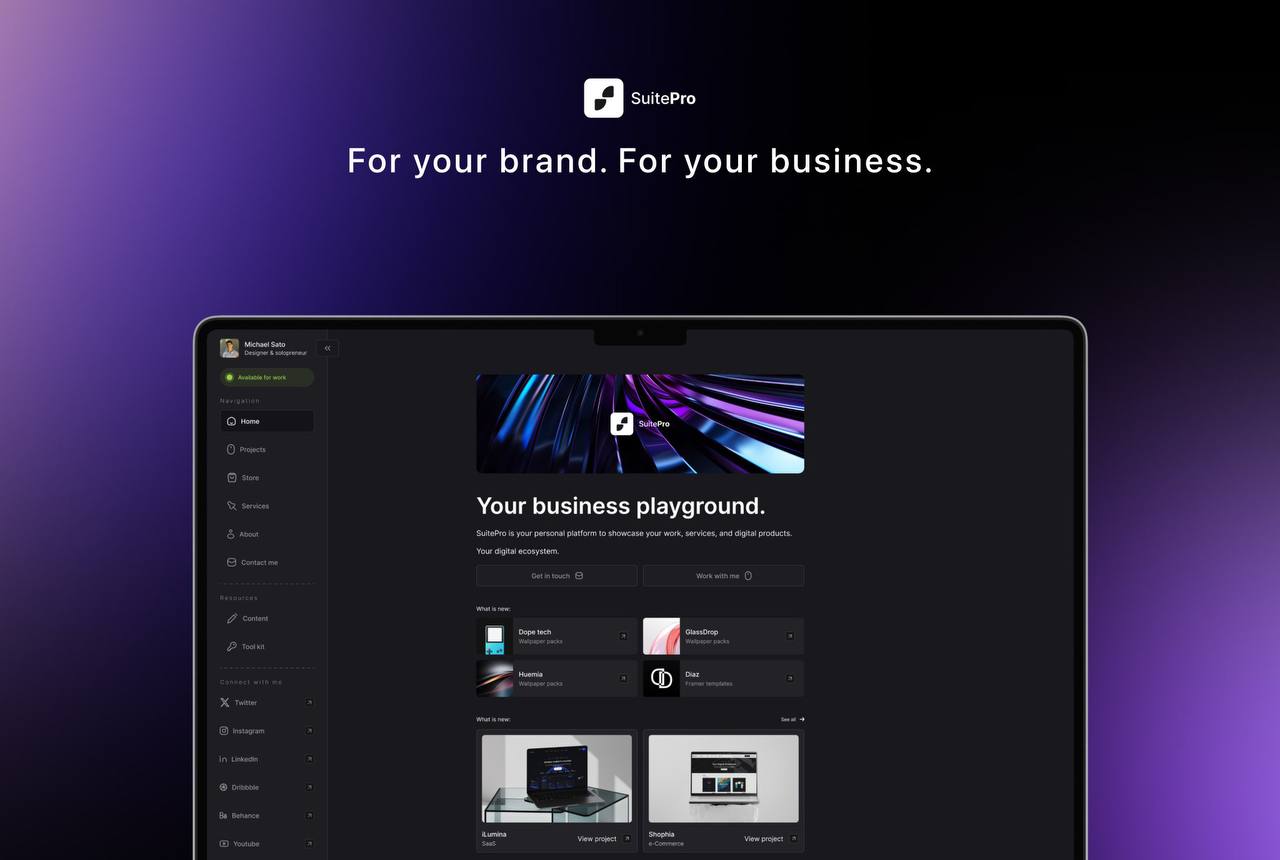 SuitePro
For your brand. For your business.
Michael Sato
Designer & solopreneur
Available for work
Navigation
Home
Projects
Store
Services
About
Contact me
Resources
Content
Tool kit
Connect with me
Twitter
Instagram
LinkedIn
Dribbble
Behance
Youtube
SuitePro
Your business playground.
SuitePro is your personal platform to showcase your work, services, and digital products.
Your digital ecosystem.
Get in touch
Work with me
What is new:
Dope tech
Wallpaper packs
GlassDrop
Wallpaper packs
Huemia
Wallpaper packs
Diaz
Framer templates
What is new:
See all
iLumina
SaaS
View project
Shophia
e-Commerce
View project